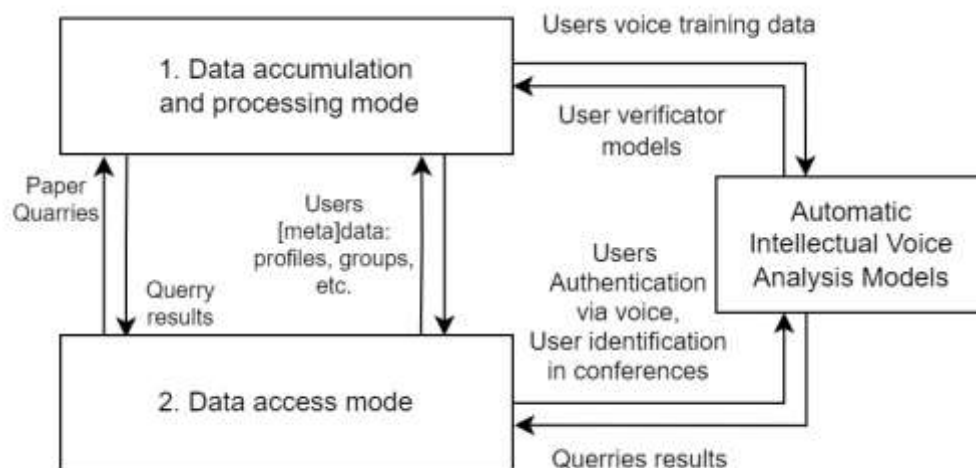 Users voice training data
1. Data accumulation
and processing mode
User verificator
models
Paper
Quarries
Users
[meta]data:
profiles, groups,
etc.
Automatic
Intellectual Voice
Analysis Models
Querry
results
Users
Authentication
via voice,
User identification
in conferences
2. Data access mode
Querries results